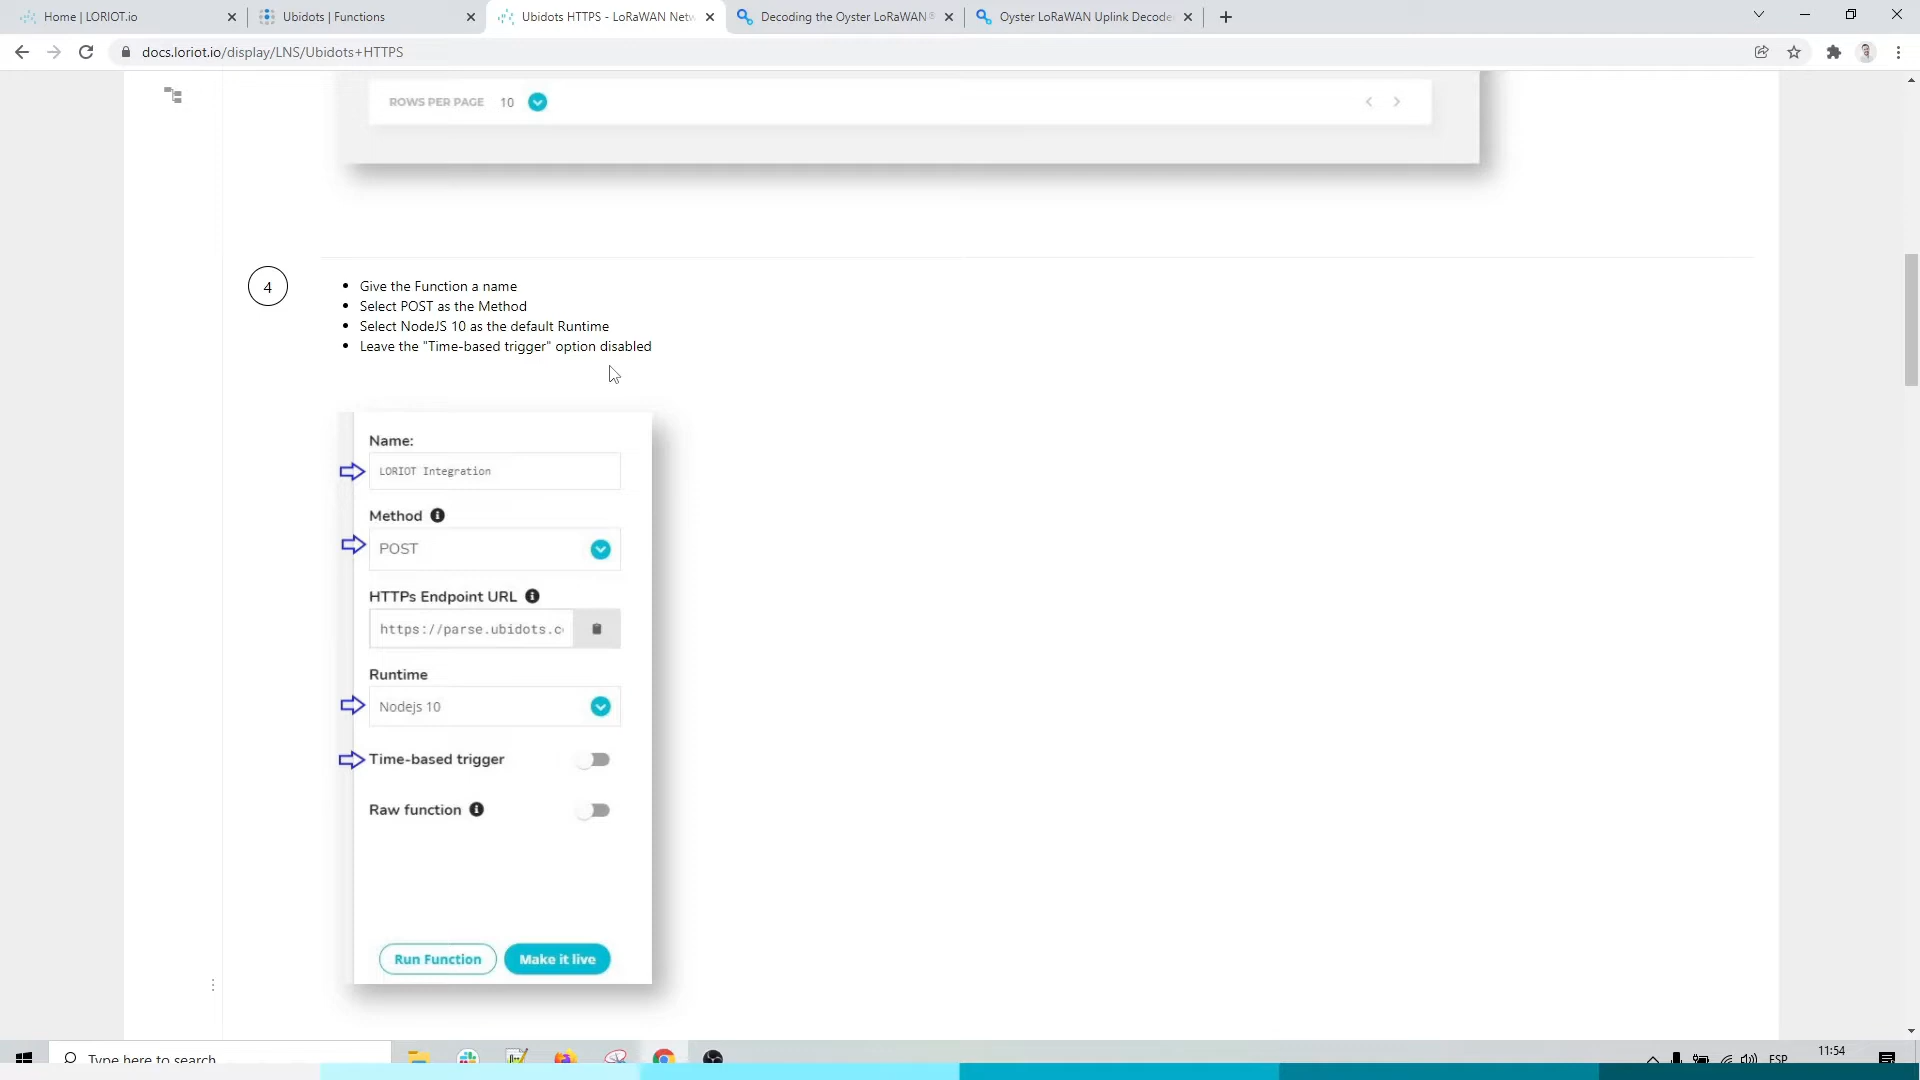 Home | LORIOT.io
Ubidots | Functions
Ubidots HTTPS - LoRaWAN Netw
Decoding the Oyster LoRaWAN®
Oyster LoRaWAN Uplink Decode
docs.loriot.io/display/LNS/Ubidots+HTTPS
ROWS PER PAGE 10
4
Give the Function a name
Select POST as the Method
Select NodeJS 10 as the default Runtime
Leave the "Time-based trigger" option disabled
Name:
LORIOT Integration
Method
POST
HTTPs Endpoint URL
https://parse.ubidots.c
Runtime
Nodejs 10
Time-based trigger
Raw function
Run Function
Make it live
Type here to search
ESP
11:54